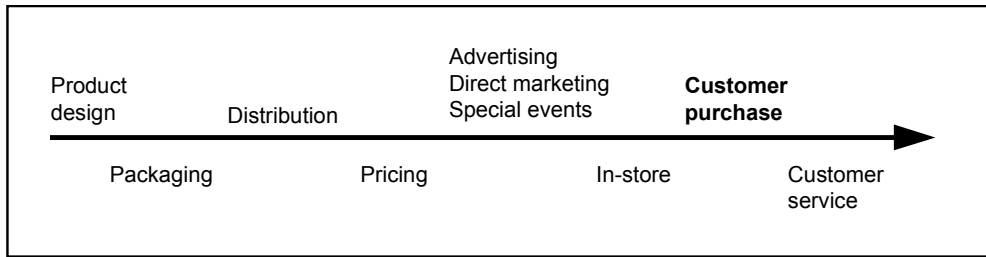 Product
design
Packaging
Distribution
Pricing
Advertising
Direct marketing
Special events
In-store
Customer
purchase
Customer
service